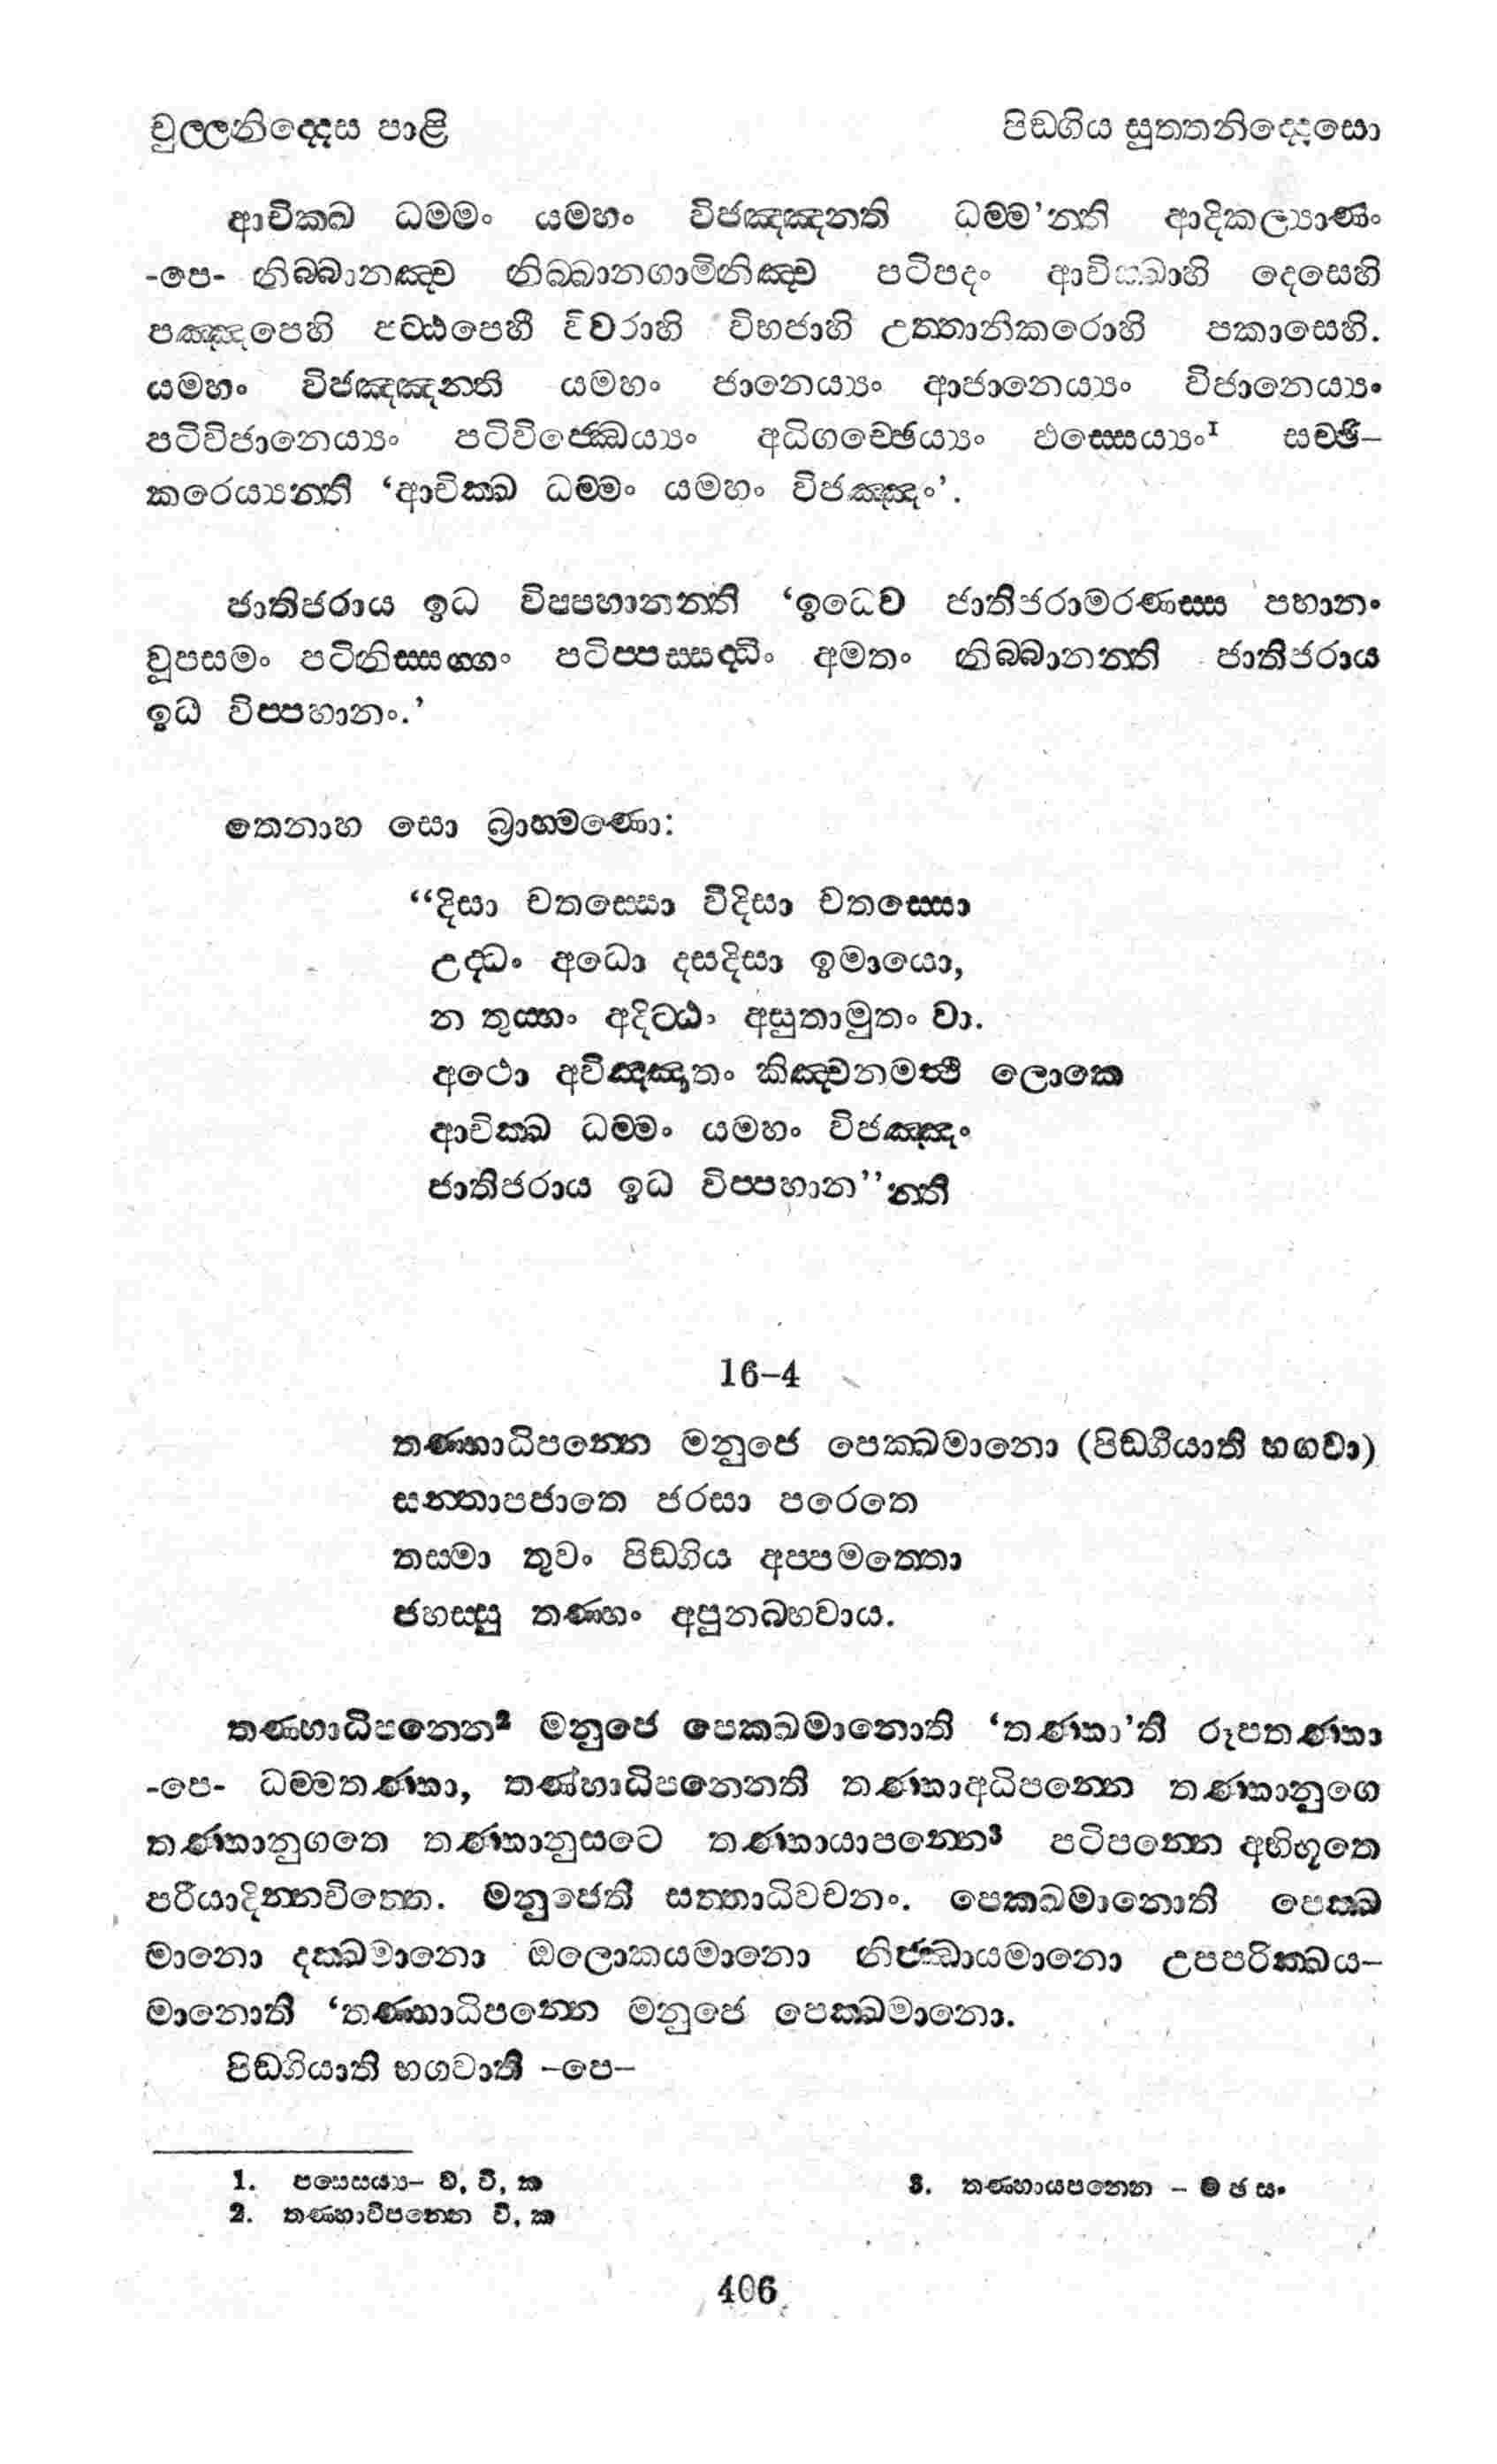 චුල්ලනිද්දෙස පාළි
පිඞ්ගිය සුත්තනිද්දෙසො
ආචික්ඛ ධම්මං යමහං විජඤ්ඤන්ති ධම්ම'න්ති ආදිකල්‍යාණං
-පෙ- නිබ්බානඤ්ච නිබ්බානගාමිනිඤ්ච පටිපදං ආචික්ඛාහි දෙසෙහි
පඤ්ඤපෙහි පට්ඨපෙහි විවරාහි විභජාහි උත්තානිකරොහි පකාසෙහි.
යමහං විජඤ්ඤන්ති යමහං ජානෙය්‍යං ආජානෙය්‍යං විජානෙය්‍යං
පටිවිජානෙය්‍යං පටිවිජ්ඣෙය්‍යං අධිගච්ඡෙය්‍යං ඵස්සෙය්‍යං1 සච්ඡි–
කරෙය්‍යන්ති ‘ආචික්ඛ ධම්මං යමහං විජඤ්ඤං’.
ජාතිජරාය ඉධ විප්පහානන්ති ‘ඉධෙව ජාතිජරාමරණස්ස පහානං
වූපසමං පටිනිස්සග්ගං පටිප්පස්සද්ධිං අමතං නිබ්බානන්ති ජාතිජරාය
ඉධ විප්පහානං.’
තෙනාහ සො බ්‍රාහ්මණො:
“දිසා චතස්සො විදිසා චතස්සො
උද්ධං අධො දසදිසා ඉමායො,
න තුය්හං අදිට්ඨං අසුතාමුතං වා.
අථො අවිඤ්ඤාතං කිඤ්චනමත්ථි ලොකෙ
ආචික්ඛ ධම්මං යමහං විජඤ්ඤං
ජාතිජරාය ඉධ විප්පහාන”න්ති
16–4
තණ්හාධිපන්නෙ මනුජෙ පෙක්ඛමානො (පිඞ්ගියාති භගවා)
සන්තාපජාතෙ ජරසා පරෙතෙ
තස්මා තුවං පිඞ්ගිය අප්පමත්තො
ජහස්සු තණ්හං අපුනබ්භවාය.
තණ්හාධිපන්නෙ2 මනුජෙ පෙක්ඛමානොති ‘තණ්හා’ති රූපතණ්හා
-පෙ- ධම්මතණ්හා, තණ්හාධිපන්නෙනති තණ්හාඅධිපන්නෙ තණ්හානුගෙ
තණ්හානුගතෙ තණ්හානුසටෙ තණ්හායාපන්නෙ3 පටිපන්නෙ අභිභූතෙ
පරියාදින්නචිත්තෙ. මනුජෙති සත්තාධිවචනං. පෙක්ඛමානොති පෙක්ඛ
මානො දක්ඛමානො ඔලොකයමානො නිජ්ඣායමානො උපපරික්ඛය–
මානොති ‘තණ්හාධිපන්නෙ මනුජෙ පෙක්ඛමානො.
පිඞ්ගියාති භගවාති –පෙ–
1. පස්සෙය්‍ය– ව, වි, ක
2. තණ්හාවිපන්නෙ වි, ක
3. තණ්හායපන්නෙ – ම ඡ සං
406